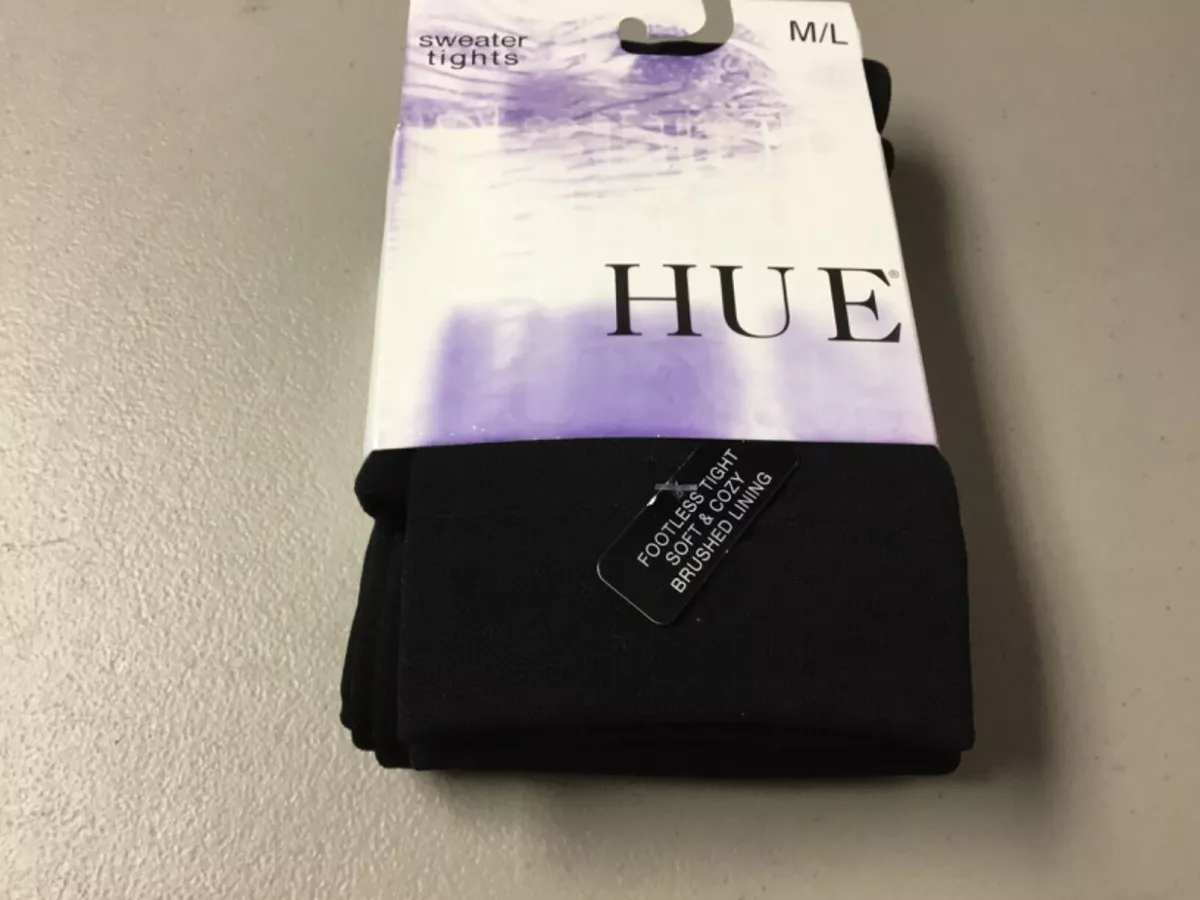 sweater
tights
M/L
HUE®
FOOTLESS TIGHT
SOFT & COZY
BRUSHED LINING